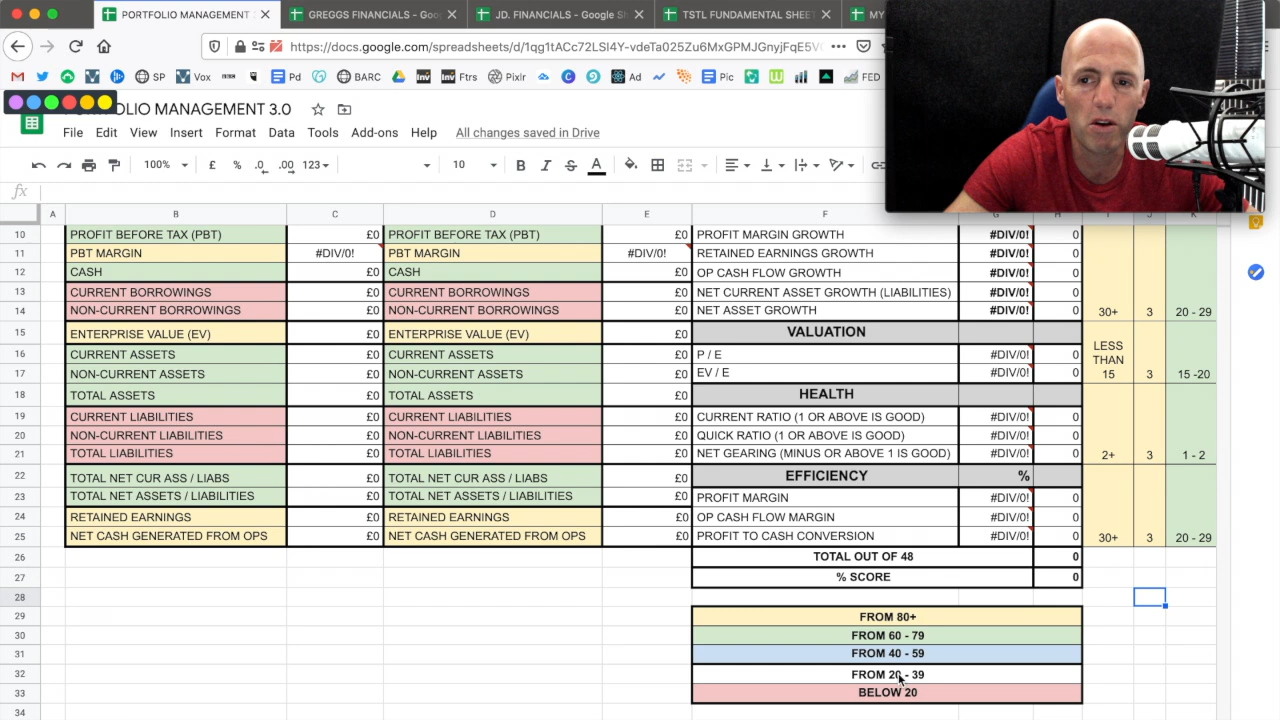 PORTFOLIO MANAGEMENT
GREGGS FINANCIALS - Goo
JD. FINANCIALS - Google S
TSTL FUNDAMENTAL SHEET
MY
https://docs.google.com/spreadsheets/d/
SP Vox BARC Inv Inv Ftrs Pixlr Ad Pic FED
PORTFOLIO MANAGEMENT 3.0
File Edit View Insert Format Data Tools Add-ons Help All changes saved in Drive
100% £ % .0 .00 123 10 B I S A
fx
A B C D E F G H I J K
10 PROFIT BEFORE TAX (PBT) £0 PROFIT BEFORE TAX (PBT) £0 PROFIT MARGIN GROWTH #DIV/0! 0
11 PBT MARGIN #DIV/0! PBT MARGIN #DIV/0! RETAINED EARNINGS GROWTH #DIV/0! 0
12 CASH £0 CASH £0 OP CASH FLOW GROWTH #DIV/0! 0
13 CURRENT BORROWINGS £0 CURRENT BORROWINGS £0 NET CURRENT ASSET GROWTH (LIABILITIES) #DIV/0! 0
14 NON-CURRENT BORROWINGS £0 NON-CURRENT BORROWINGS £0 NET ASSET GROWTH #DIV/0! 0 30+ 3 20 - 29
15 ENTERPRISE VALUE (EV) £0 ENTERPRISE VALUE (EV) £0 VALUATION
16 CURRENT ASSETS £0 CURRENT ASSETS £0 P / E #DIV/0! 0
17 NON-CURRENT ASSETS £0 NON-CURRENT ASSETS £0 EV / E #DIV/0! 0 LESS THAN 15 3 15 -20
18 TOTAL ASSETS £0 TOTAL ASSETS £0 HEALTH
19 CURRENT LIABILITIES £0 CURRENT LIABILITIES £0 CURRENT RATIO (1 OR ABOVE IS GOOD) #DIV/0! 0
20 NON-CURRENT LIABILITIES £0 NON-CURRENT LIABILITIES £0 QUICK RATIO (1 OR ABOVE IS GOOD) #DIV/0! 0
21 TOTAL LIABILITIES £0 TOTAL LIABILITIES £0 NET GEARING (MINUS OR ABOVE 1 IS GOOD) #DIV/0! 0 2+ 3 1 - 2
22 TOTAL NET CUR ASS / LIABS £0 TOTAL NET CUR ASS / LIABS £0 EFFICIENCY %
23 TOTAL NET ASSETS / LIABILITIES £0 TOTAL NET ASSETS / LIABILITIES £0 PROFIT MARGIN #DIV/0! 0
24 RETAINED EARNINGS £0 RETAINED EARNINGS £0 OP CASH FLOW MARGIN #DIV/0! 0
25 NET CASH GENERATED FROM OPS £0 NET CASH GENERATED FROM OPS £0 PROFIT TO CASH CONVERSION #DIV/0! 0 30+ 3 20 - 29
26 TOTAL OUT OF 48 0
27 % SCORE 0
28
29 FROM 80+
30 FROM 60 - 79
31 FROM 40 - 59
32 FROM 20 - 39
33 BELOW 20
34